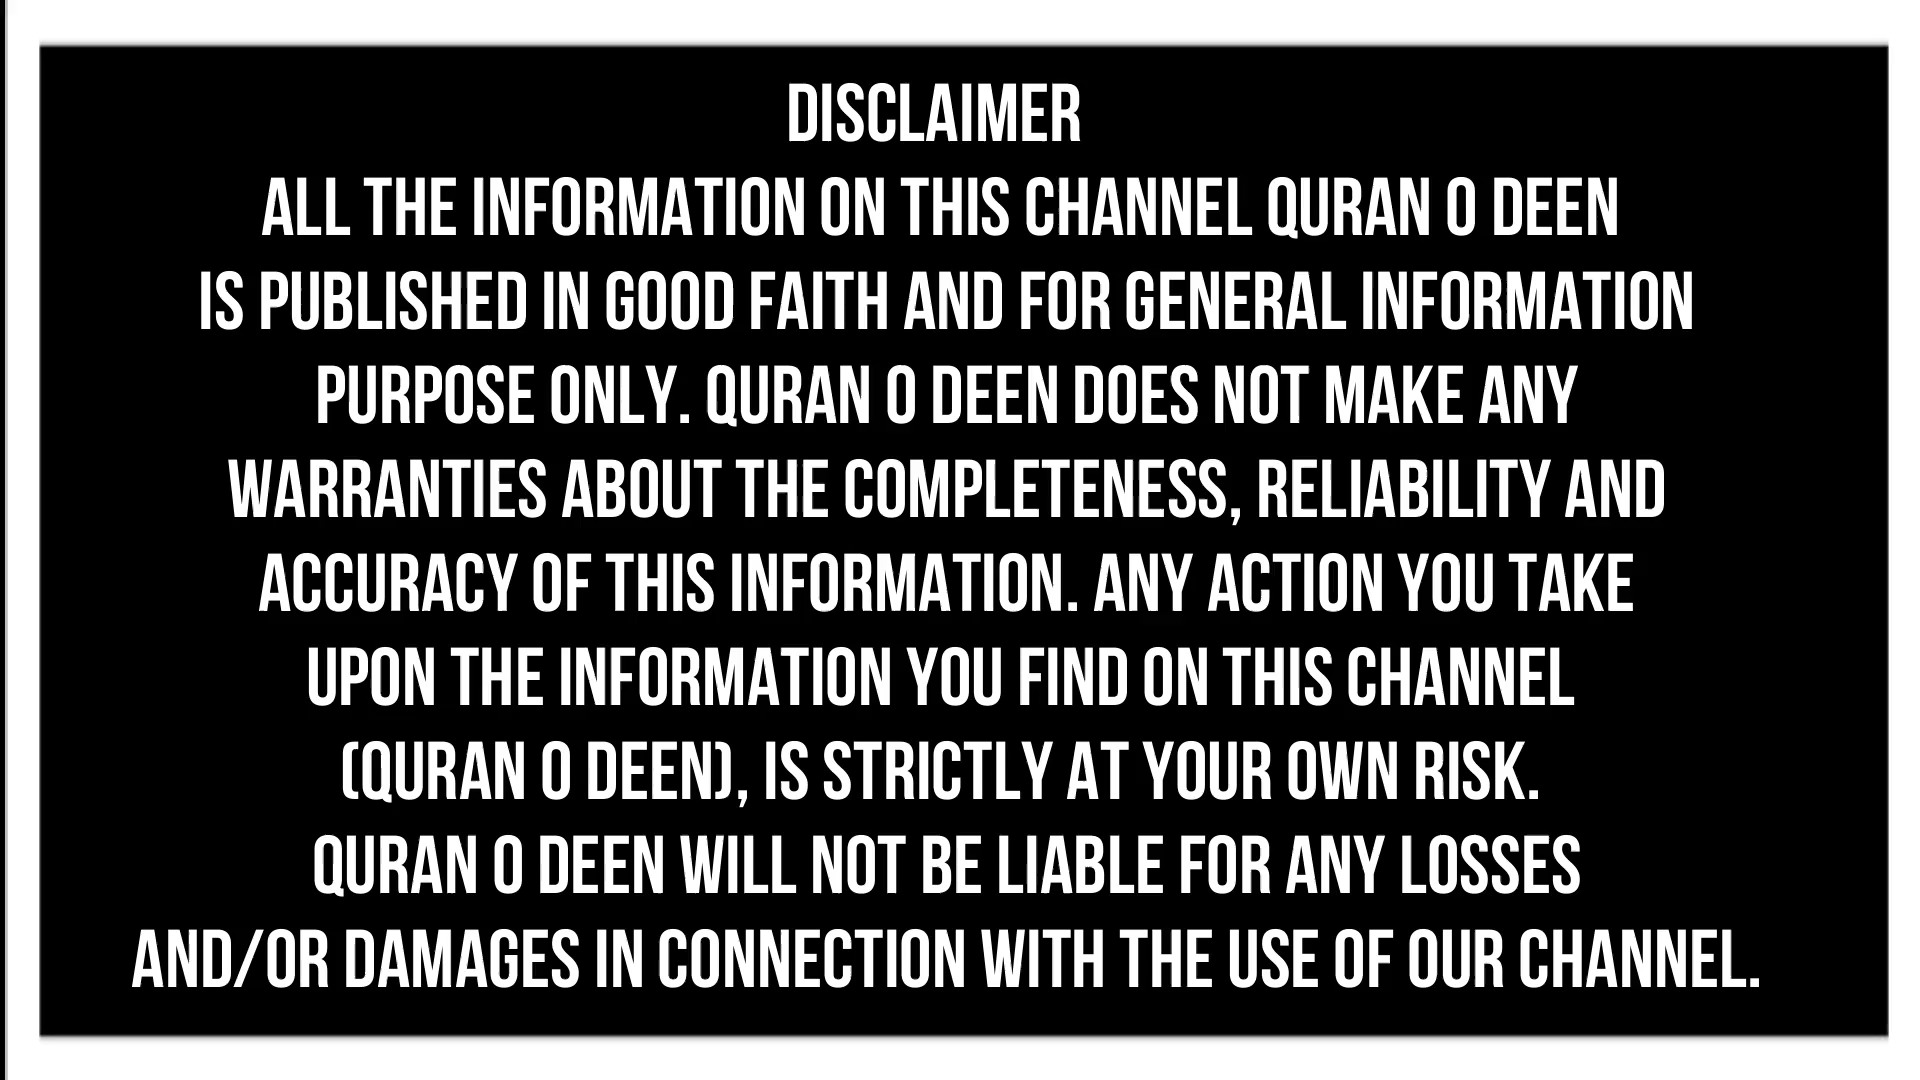 DISCLAIMER
ALL THE INFORMATION ON THIS CHANNEL QURAN O DEEN
IS PUBLISHED IN GOOD FAITH AND FOR GENERAL INFORMATION
PURPOSE ONLY. QURAN O DEEN DOES NOT MAKE ANY
WARRANTIES ABOUT THE COMPLETENESS, RELIABILITY AND
ACCURACY OF THIS INFORMATION. ANY ACTION YOU TAKE
UPON THE INFORMATION YOU FIND ON THIS CHANNEL
(QURAN O DEEN), IS STRICTLY AT YOUR OWN RISK.
QURAN O DEEN WILL NOT BE LIABLE FOR ANY LOSSES
AND/OR DAMAGES IN CONNECTION WITH THE USE OF OUR CHANNEL.